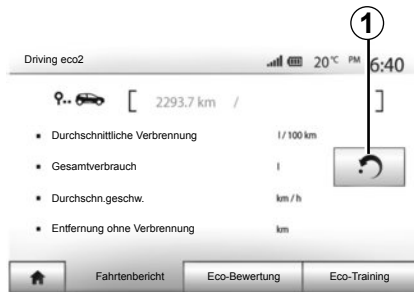 1
Driving eco2 20°C PM 6:40
[ 2293.7 km / ]
▪ Durchschnittliche Verbrennung l/100 km
▪ Gesamtverbrauch l
▪ Durchschn.geschw. km/h
▪ Entfernung ohne Verbrennung km
Fahrtenbericht Eco-Bewertung Eco-Training